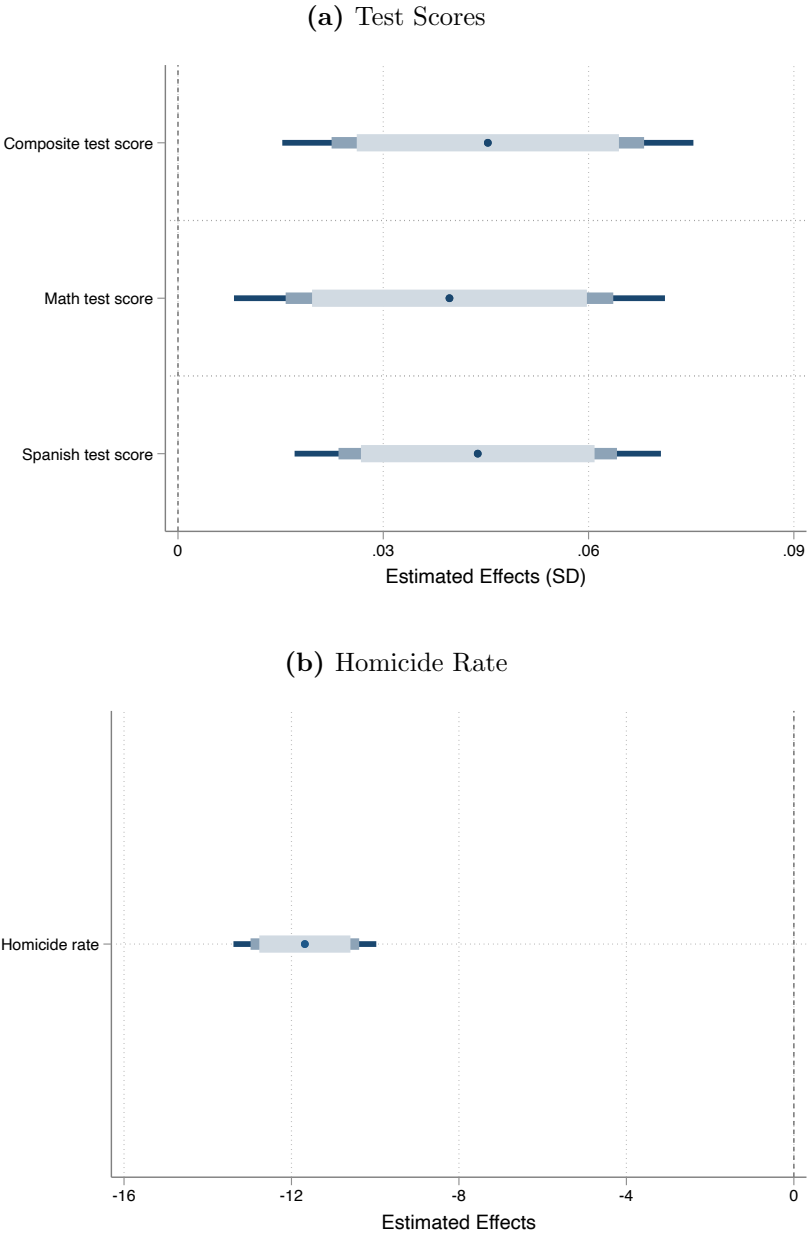 (a) Test Scores
Composite test score
Math test score
Spanish test score
0 .03 .06 .09
Estimated Effects (SD)
(b) Homicide Rate
Homicide rate
-16 -12 -8 -4 0
Estimated Effects